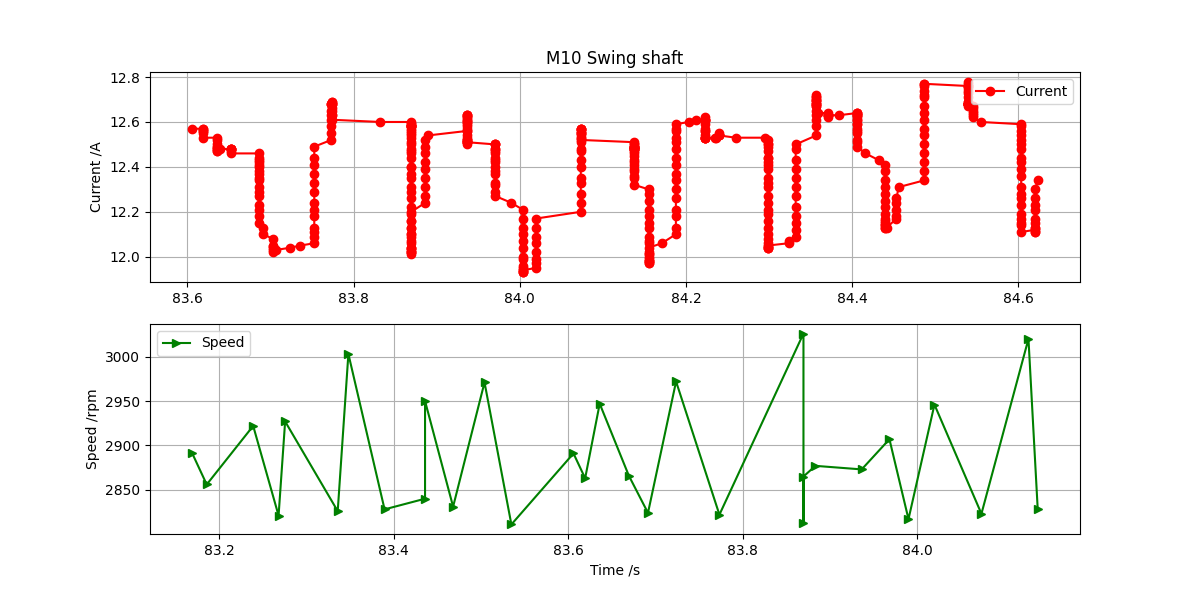 M10 Swing shaft
Current /A
12.8
12.6
12.4
12.2
12.0
Current
83.6 83.8 84.0 84.2 84.4 84.6
Speed /rpm
3000
2950
2900
2850
Speed
83.2 83.4 83.6 83.8 84.0
Time /s